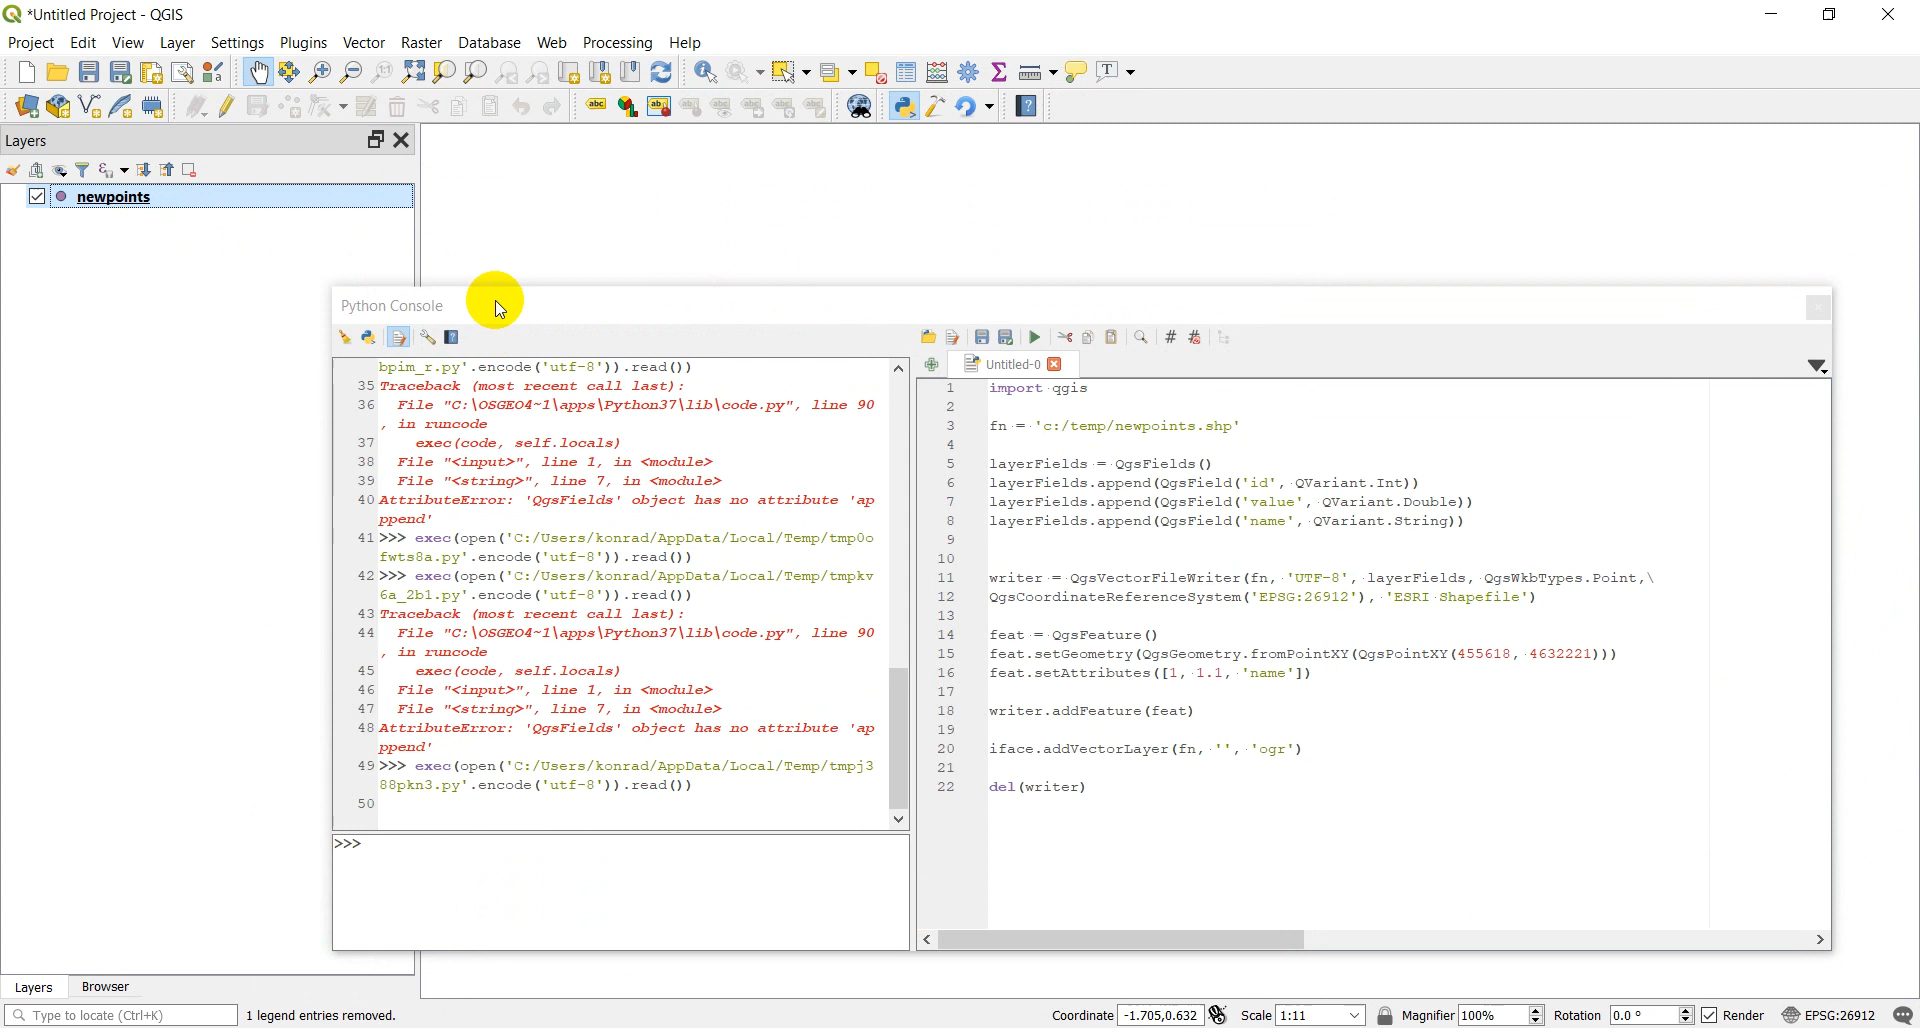 *Untitled Project - QGIS
Project Edit View Layer Settings Plugins Vector Raster Database Web Processing Help
Layers
newpoints
Python Console
bpim_r.py'.encode('utf-8')).read())
35 Traceback (most recent call last):
36 File "C:\OSGEO4~1\apps\Python37\lib\code.py", line 90
, in runcode
37 exec(code, self.locals)
38 File "<input>", line 1, in <module>
39 File "<string>", line 7, in <module>
40 AttributeError: 'QgsFields' object has no attribute 'ap
ppend'
41 >>> exec(open('C:/Users/konrad/AppData/Local/Temp/tmp0o
fwts8a.py'.encode('utf-8')).read())
42 >>> exec(open('C:/Users/konrad/AppData/Local/Temp/tmpkv
6a_2b1.py'.encode('utf-8')).read())
43 Traceback (most recent call last):
44 File "C:\OSGEO4~1\apps\Python37\lib\code.py", line 90
, in runcode
45 exec(code, self.locals)
46 File "<input>", line 1, in <module>
47 File "<string>", line 7, in <module>
48 AttributeError: 'QgsFields' object has no attribute 'ap
ppend'
49 >>> exec(open('C:/Users/konrad/AppData/Local/Temp/tmpj3
88pkn3.py'.encode('utf-8')).read())
50
>>>
Untitled-0
1 import qgis
2
3 fn = 'c:/temp/newpoints.shp'
4
5 layerFields = QgsFields()
6 layerFields.append(QgsField('id', QVariant.Int))
7 layerFields.append(QgsField('value', QVariant.Double))
8 layerFields.append(QgsField('name', QVariant.String))
9
10
11 writer = QgsVectorFileWriter(fn, 'UTF-8', layerFields, QgsWkbTypes.Point,\
12 QgsCoordinateReferenceSystem('EPSG:26912'), 'ESRI Shapefile')
13
14 feat = QgsFeature()
15 feat.setGeometry(QgsGeometry.fromPointXY(QgsPointXY(455618, 4632221)))
16 feat.setAttributes([1, 1.1, 'name'])
17
18 writer.addFeature(feat)
19
20 iface.addVectorLayer(fn, '', 'ogr')
21
22 del(writer)
Layers Browser
Type to locate (Ctrl+K) 1 legend entries removed. Coordinate -1.705,0.632 Scale 1:11 Magnifier 100% Rotation 0.0 ° Render EPSG:26912